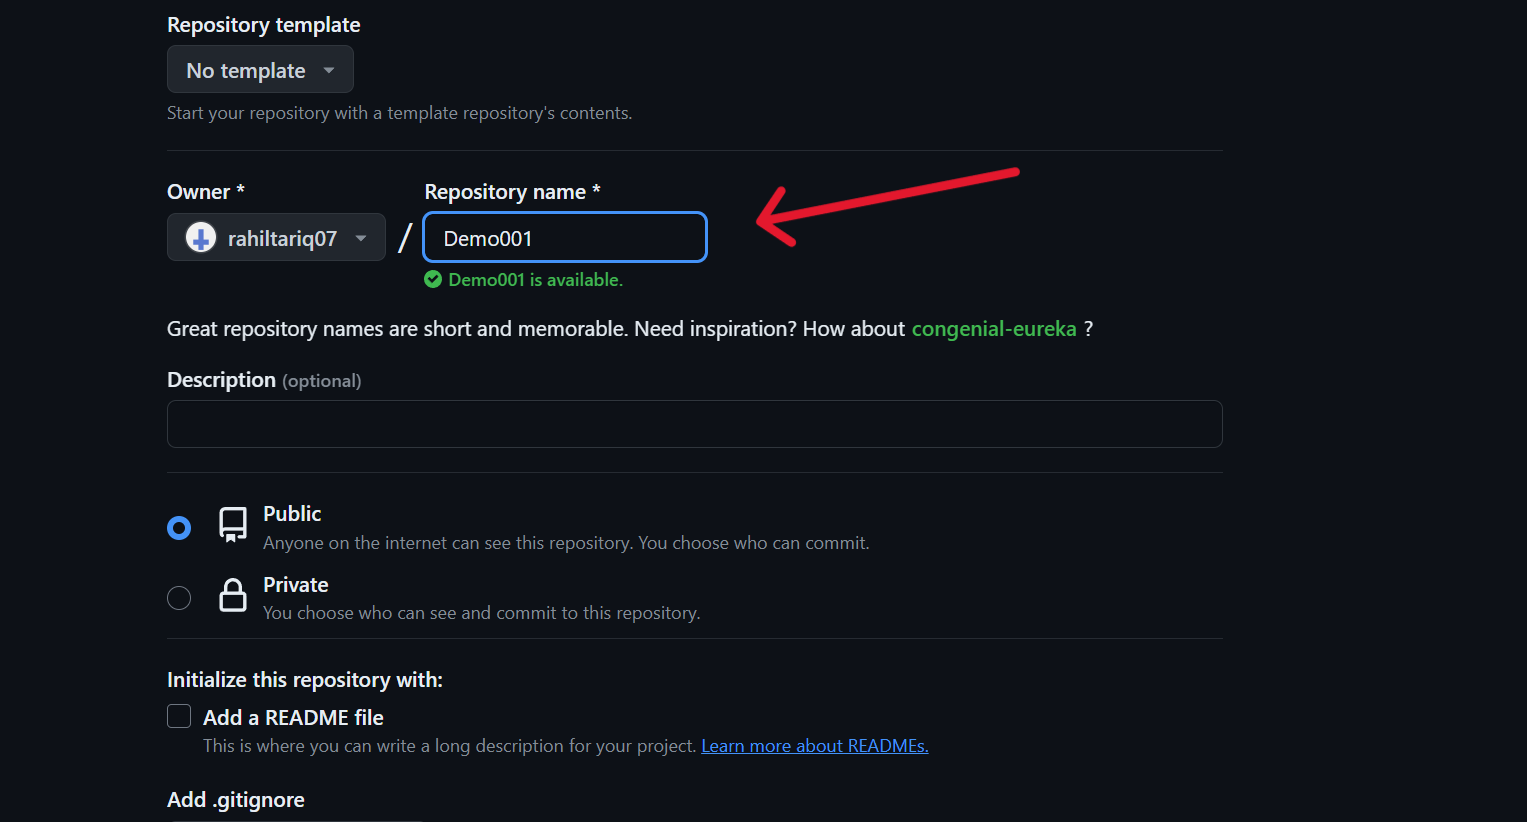 Repository template
No template
Start your repository with a template repository's contents.
Owner *
Repository name *
rahiltariq07
/
Demo001
Demo001 is available.
Great repository names are short and memorable. Need inspiration? How about congenial-eureka ?
Description (optional)
Public
Anyone on the internet can see this repository. You choose who can commit.
Private
You choose who can see and commit to this repository.
Initialize this repository with:
Add a README file
This is where you can write a long description for your project. Learn more about READMEs.
Add .gitignore